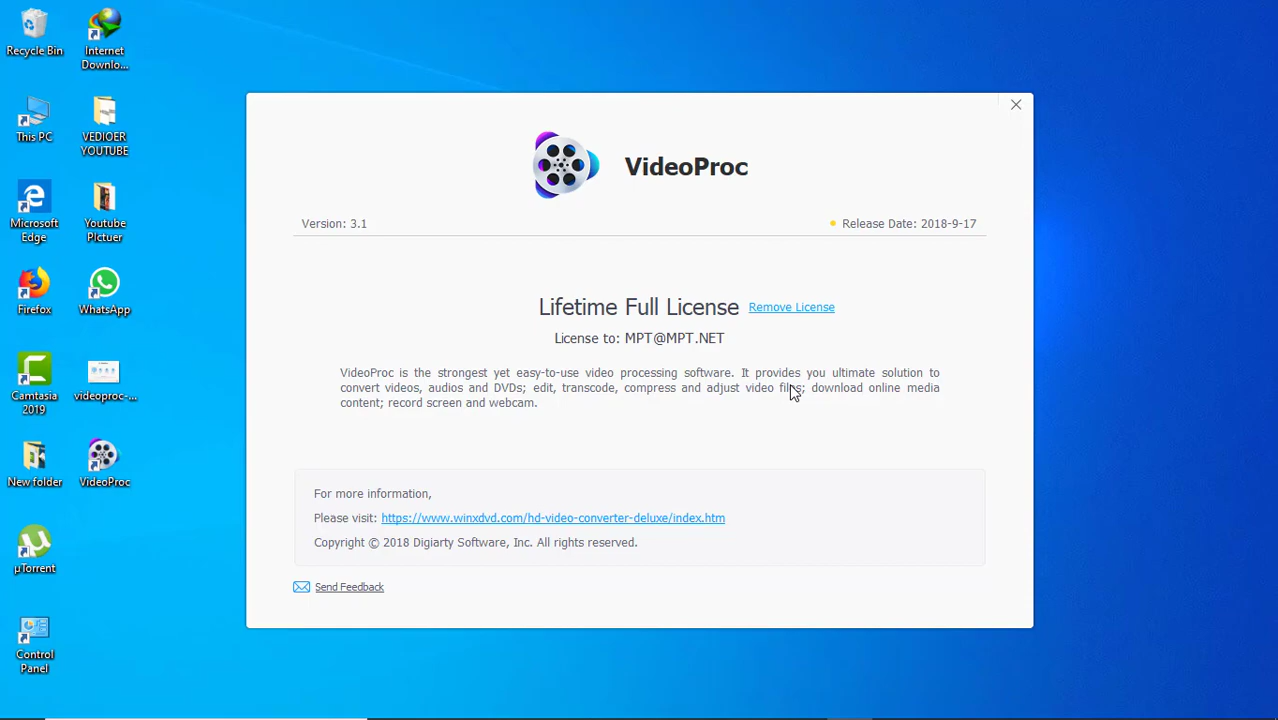 Recycle Bin
Internet
Downlo...
This PC
VEDIOER
YOUTUBE
Microsoft
Edge
Youtube
Pictuer
Firefox
WhatsApp
Camtasia
2019
videoproc-...
New folder
VideoProc
µTorrent
Control
Panel
VideoProc
Version: 3.1
Release Date: 2018-9-17
Lifetime Full License Remove License
License to: MPT@MPT.NET
VideoProc is the strongest yet easy-to-use video processing software. It provides you ultimate solution to
convert videos, audios and DVDs; edit, transcode, compress and adjust video files; download online media
content; record screen and webcam.
For more information,
Please visit: https://www.winxdvd.com/hd-video-converter-deluxe/index.htm
Copyright © 2018 Digiarty Software, Inc. All rights reserved.
Send Feedback